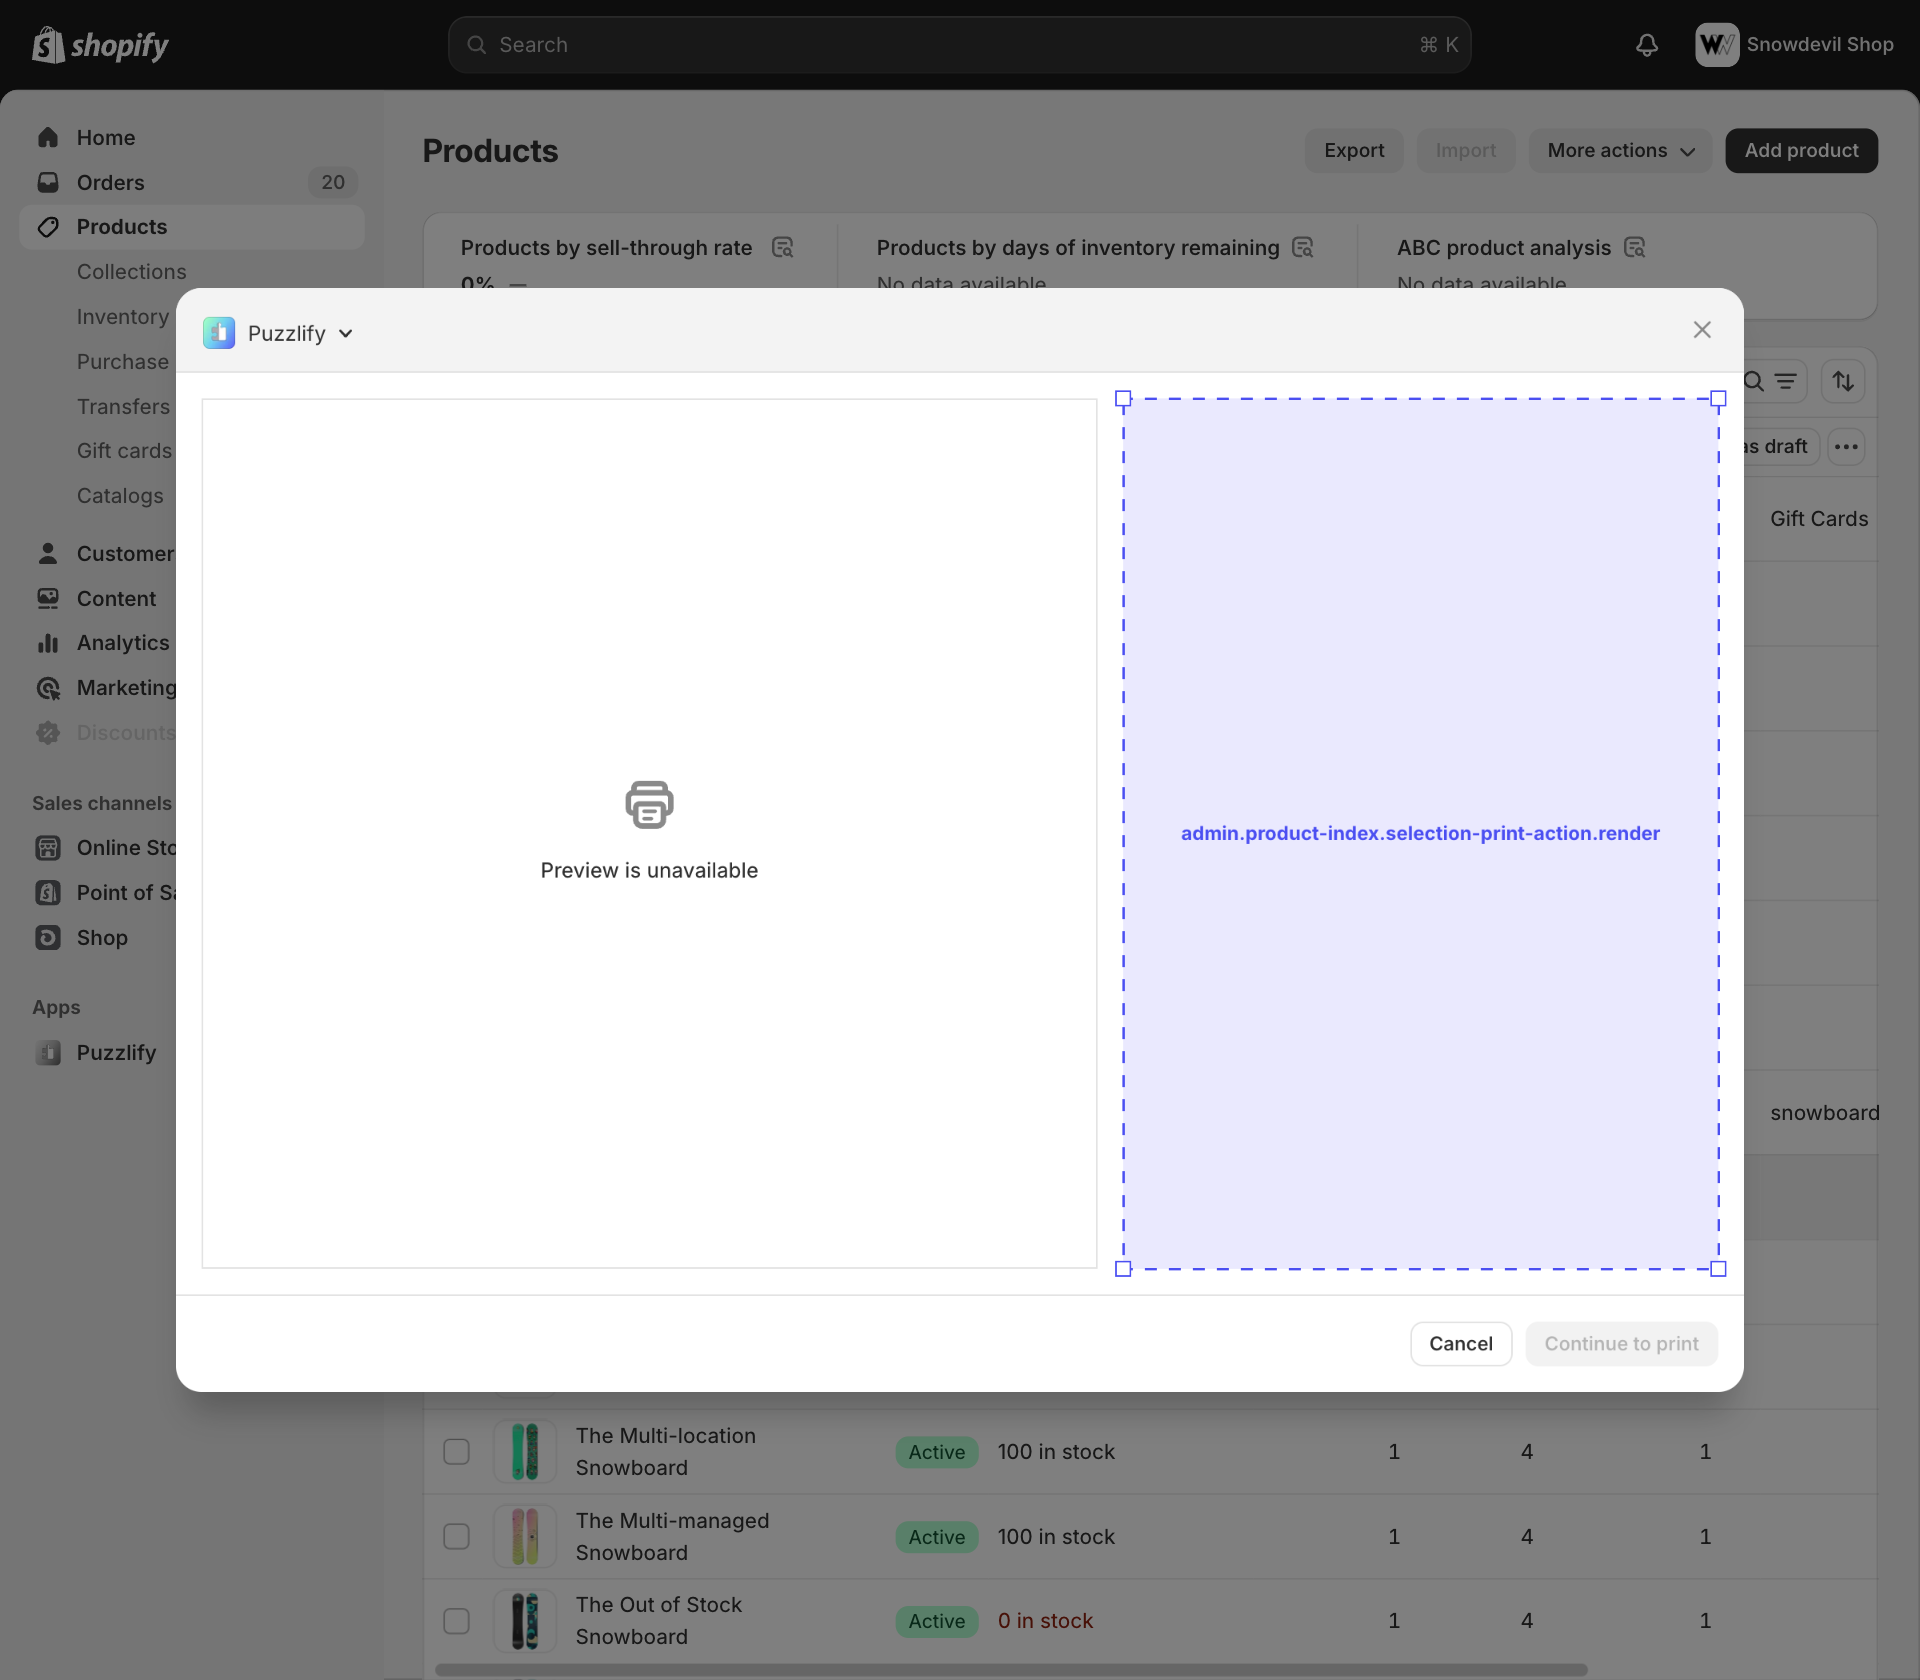 shopify
Search
⌘ K
Snowdevil Shop
Home
Orders
20
Products
Collections
Inventory
Purchase
Transfers
Gift cards
Catalogs
Customer
Content
Analytics
Marketing
Discounts
Sales channels
Online Sto
Point of Sa
Shop
Apps
Puzzlify
Products
Export
Import
More actions
Add product
Products by sell-through rate
0% —
Products by days of inventory remaining
No data available
ABC product analysis
No data available
Puzzlify
as draft
Gift Cards
snowboard
Preview is unavailable
admin.product-index.selection-print-action.render
Cancel
Continue to print
The Multi-location
Snowboard
Active
100 in stock
1
4
1
The Multi-managed
Snowboard
Active
100 in stock
1
4
1
The Out of Stock
Snowboard
Active
0 in stock
1
4
1